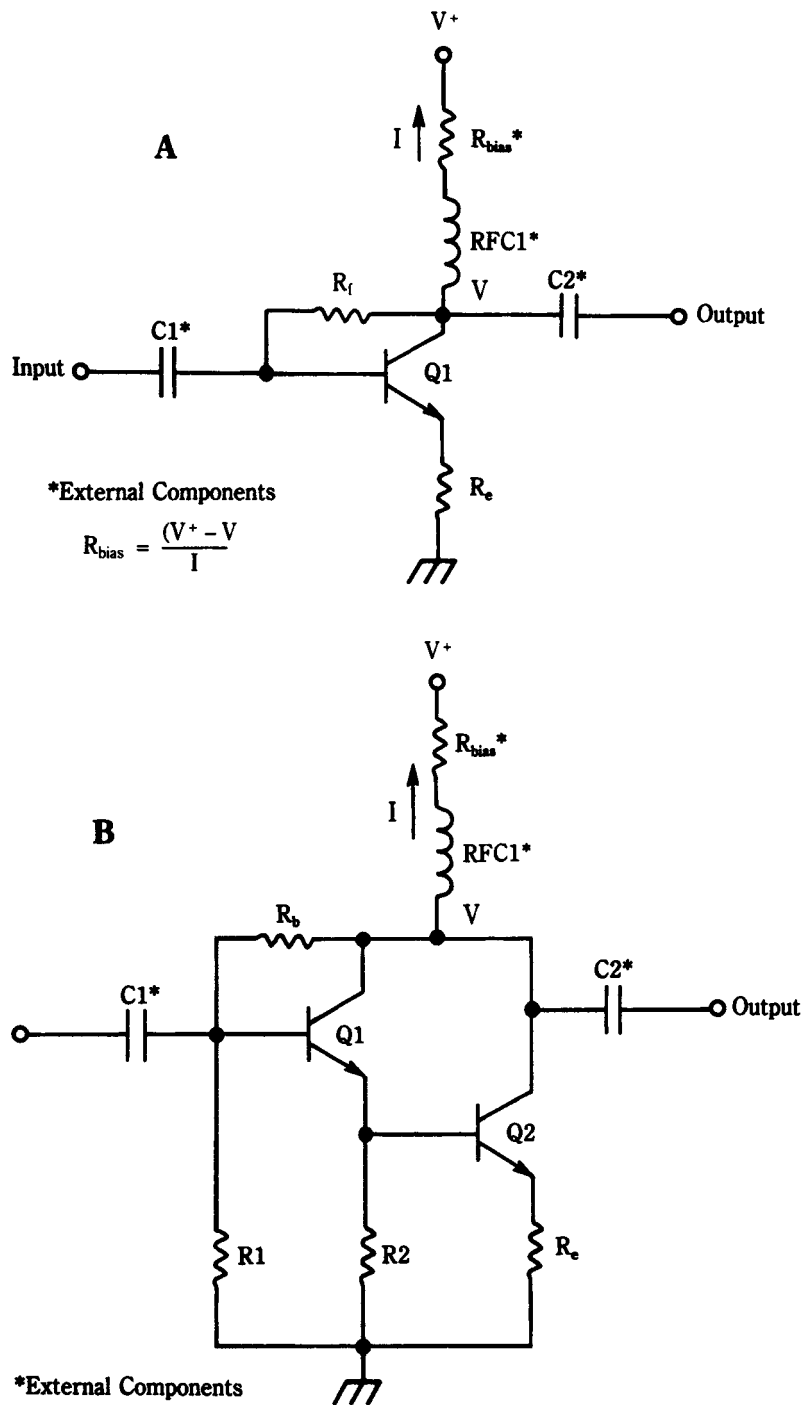 V+
A
I
Rbias*
RFC1*
Rf
V
C2*
Output
C1*
Input
Q1
Re
*External Components
Rbias = (V+ - V
I
V+
Rbias*
I
B
RFC1*
Rb
V
C2*
C1*
Output
Q1
Q2
R1
R2
Re
*External Components